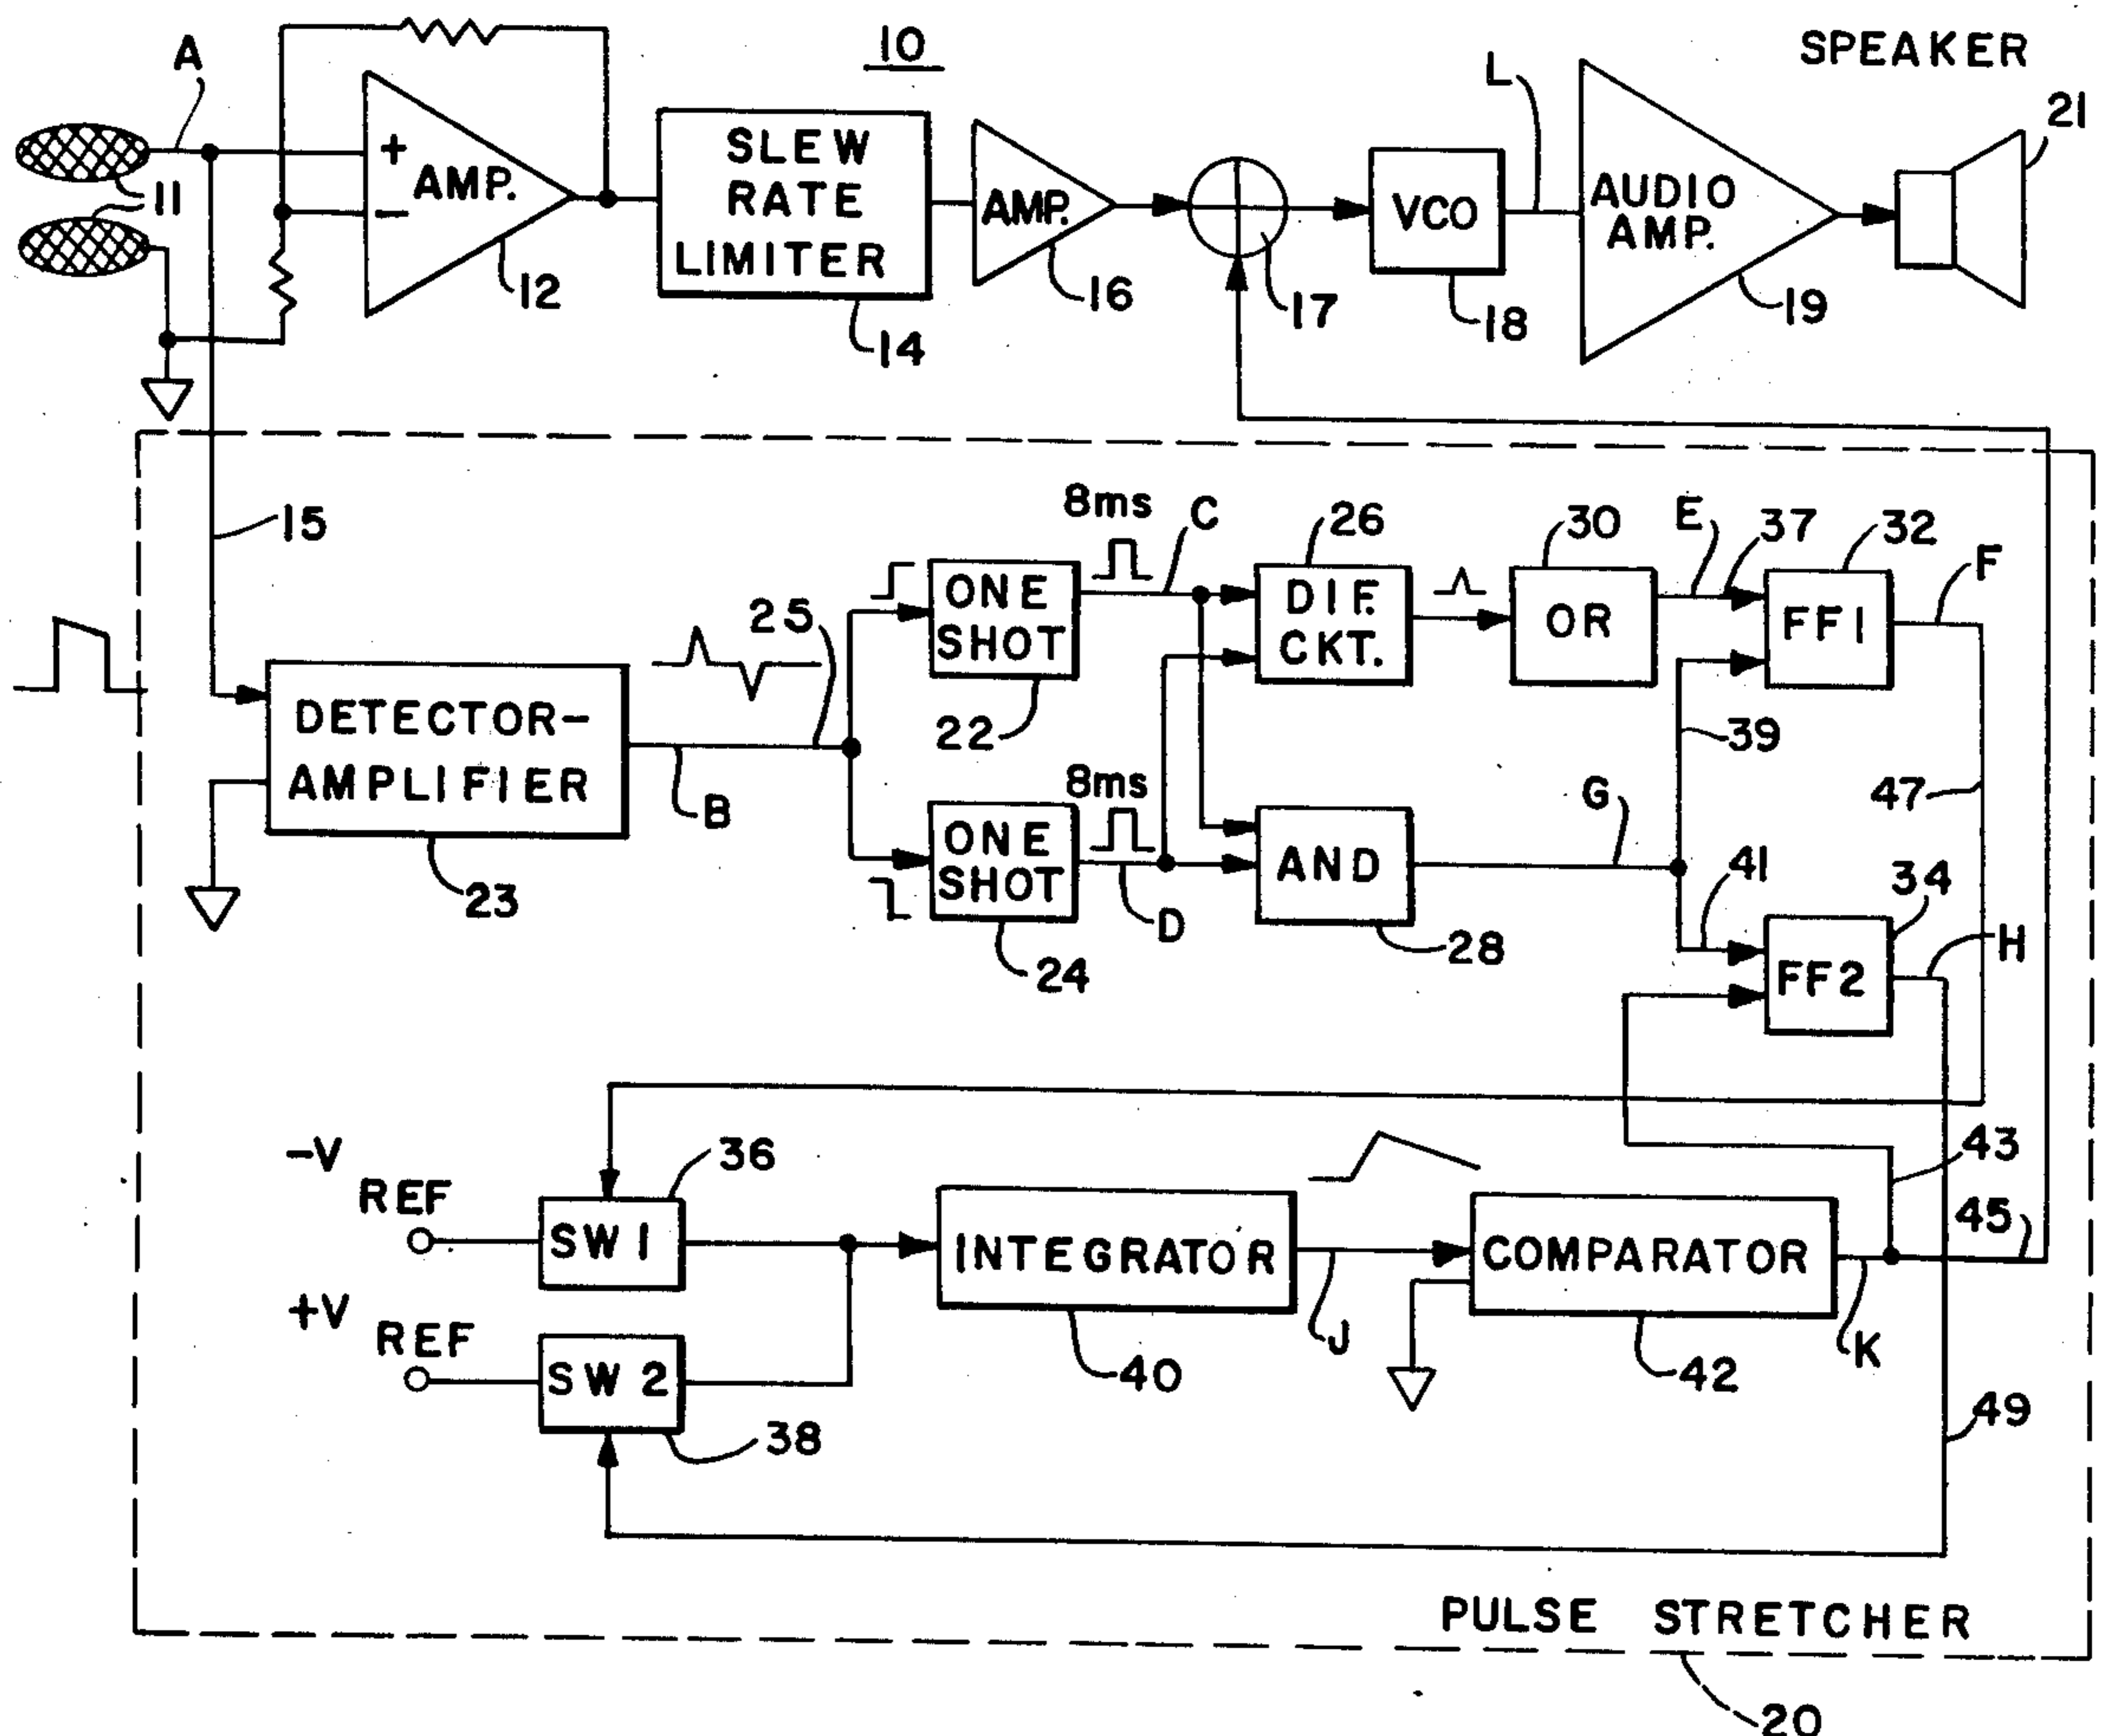 10
SPEAKER
A
L
21
11
+
AMP.
−
12
SLEW
RATE
LIMITER
14
AMP.
16
17
VCO
18
AUDIO
AMP.
19
15
8ms
C
26
30
E
37
32
F
25
ONE
SHOT
22
DIF.
CKT.
OR
FF1
39
47
DETECTOR-
AMPLIFIER
23
B
8ms
ONE
SHOT
24
D
AND
28
G
41
34
FF2
H
−V
REF
36
SW 1
+V
REF
SW 2
38
INTEGRATOR
40
J
COMPARATOR
42
K
43
45
49
PULSE STRETCHER
20